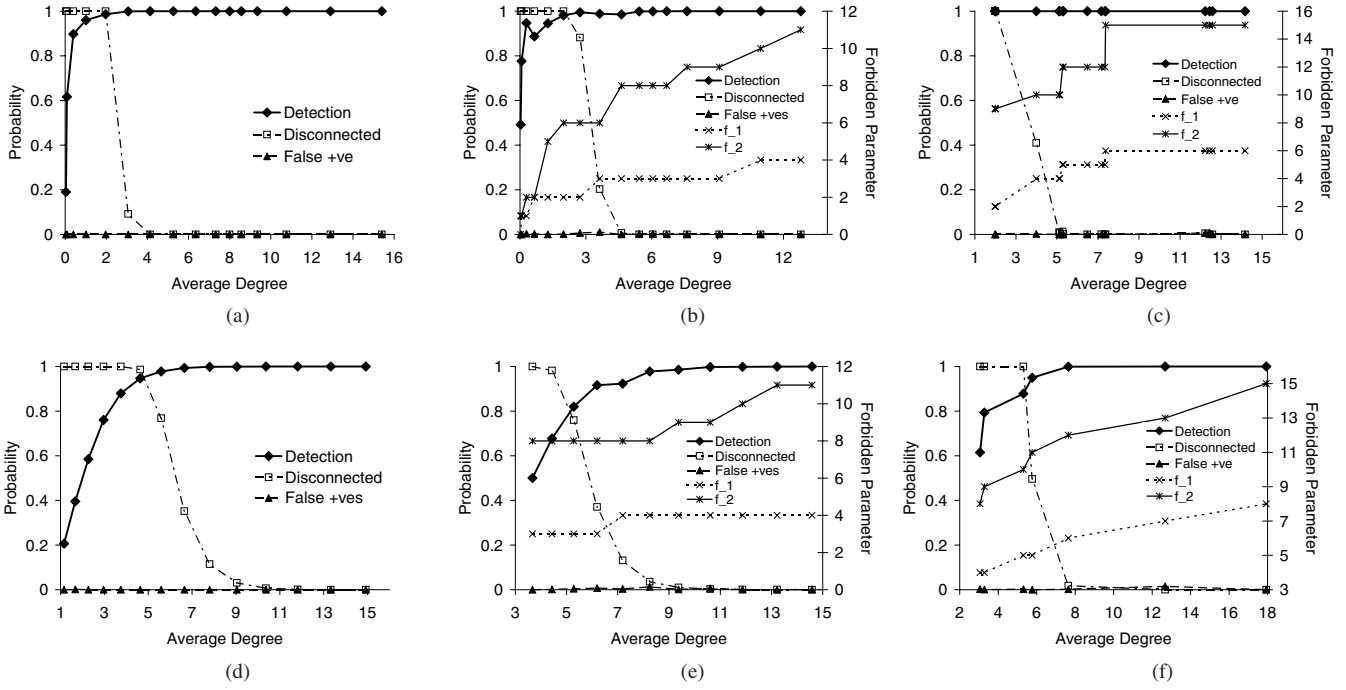 1
0.8
0.6
0.4
0.2
0
Probability
0 2 4 6 8 10 12 14 16
Average Degree
Detection
Disconnected
False +ve
(a)
1
0.8
0.6
0.4
0.2
0
Probability
0 2 4 6 8 10 12
Average Degree
12
10
8
6
4
2
0
Forbidden Parameter
Detection
Disconnected
False +ves
f_1
f_2
(b)
1
0.8
0.6
0.4
0.2
0
Probability
1 3 5 7 9 11 13 15
Average Degree
16
14
12
10
8
6
4
2
0
Forbidden Parameter
Detection
Disconnected
False +ve
f_1
f_2
(c)
1
0.8
0.6
0.4
0.2
0
Probability
1 3 5 7 9 11 13 15
Average Degree
Detection
Disconnected
False +ves
(d)
1
0.8
0.6
0.4
0.2
0
Probability
3 5 7 9 11 13 15
Average Degree
12
10
8
6
4
2
0
Forbidden Parameter
Detection
Disconnected
False +ves
f_1
f_2
(e)
1
0.8
0.6
0.4
0.2
0
Probability
2 4 6 8 10 12 14 16 18
Average Degree
15
13
11
9
7
5
3
Forbidden Parameter
Detection
Disconnected
False +ve
f_1
f_2
(f)